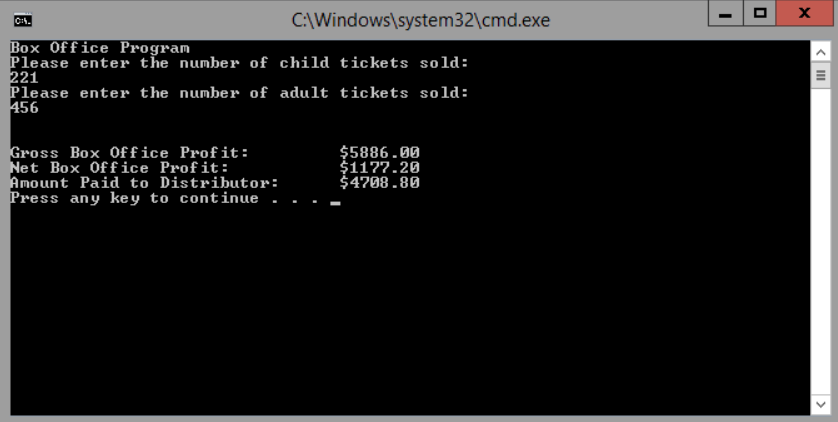 C:\Windows\system32\cmd.exe
Box Office Program
Please enter the number of child tickets sold:
221
Please enter the number of adult tickets sold:
456
Gross Box Office Profit: $5886.00
Net Box Office Profit: $1177.20
Amount Paid to Distributor: $4708.80
Press any key to continue . . . _